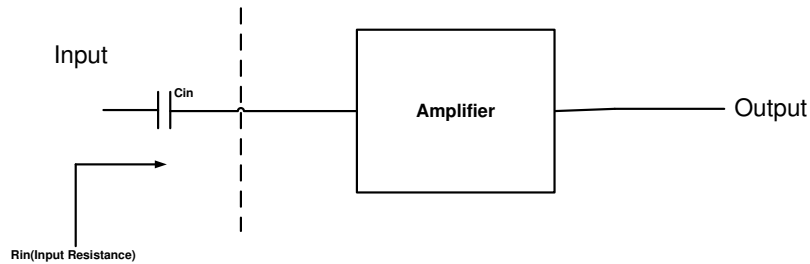 Input
Cin
Amplifier
Output
Rin(Input Resistance)